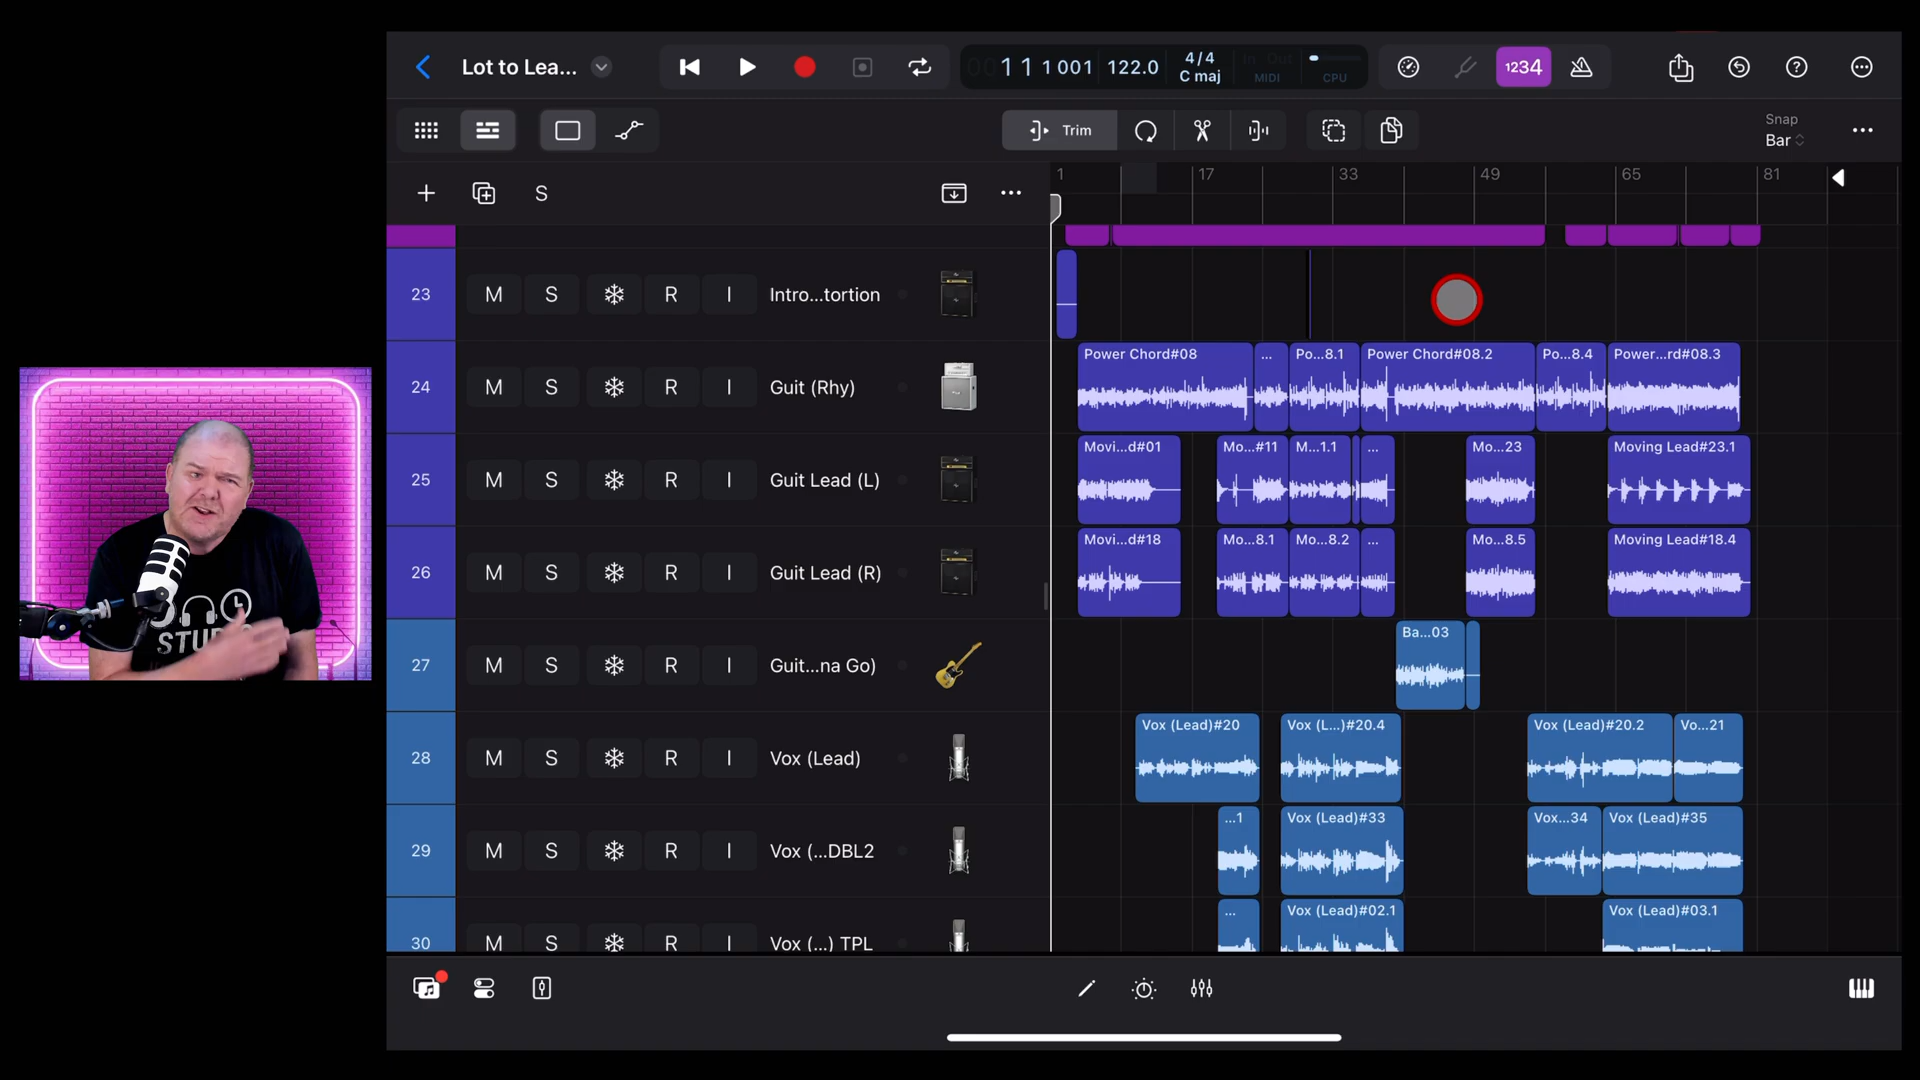 Lot to Lea...
1 1 1 001
122.0
4/4
C maj
In Out
MIDI
CPU
1234
Trim
Snap
Bar
S
1
17
33
49
65
81
23
M S R I
Intro...tortion
24
M S R I
Guit (Rhy)
Power Chord#08
...
Po...8.1
Power Chord#08.2
Po...8.4
Power...rd#08.3
25
M S R I
Guit Lead (L)
Movi...d#01
Mo...#11
M...1.1
...
Mo...23
Moving Lead#23.1
26
M S R I
Guit Lead (R)
Movi...d#18
Mo...8.1
Mo...8.2
...
Mo...8.5
Moving Lead#18.4
27
M S R I
Guit...na Go)
Ba...03
28
M S R I
Vox (Lead)
Vox (Lead)#20
Vox (L...)#20.4
Vox (Lead)#20.2
Vo...21
29
M S R I
Vox (...DBL2
...1
Vox (Lead)#33
Vox...34
Vox (Lead)#35
30
M S R I
Vox (...) TPL
...
Vox (Lead)#02.1
Vox (Lead)#03.1